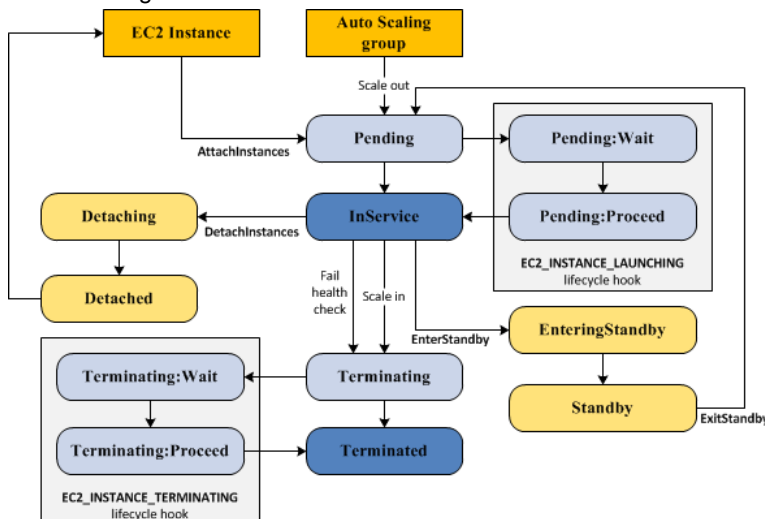 EC2 Instance
Auto Scaling
group
Scale out
AttachInstances
Pending
Pending:Wait
Pending:Proceed
EC2_INSTANCE_LAUNCHING
lifecycle hook
InService
DetachInstances
Detaching
Detached
Fail
health
check
Scale in
EnterStandby
EnteringStandby
Standby
ExitStandby
Terminating:Wait
Terminating
Terminating:Proceed
Terminated
EC2_INSTANCE_TERMINATING
lifecycle hook